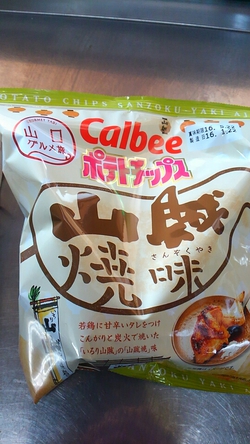 POTATO CHIPS SANZOKU-YAKI AJ
山口
グルメ旅
Calbee
ポテトチップス
山賊
さんぞくやき
焼味
若鶏に甘辛いタレをつけ
こんがりと炭火で焼いた
「いろり山賊」の「山賊焼」味